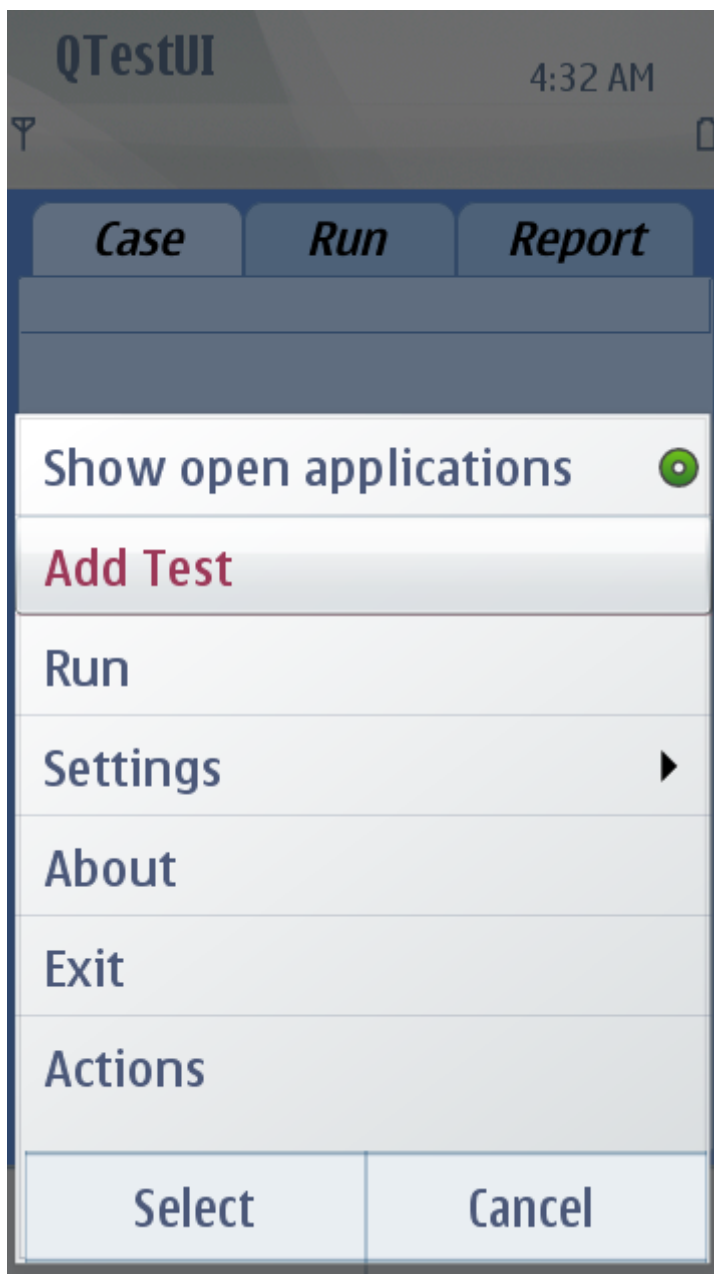 QTestUI
4:32 AM
Case Run Report
Show open applications
Add Test
Run
Settings
About
Exit
Actions
Select Cancel